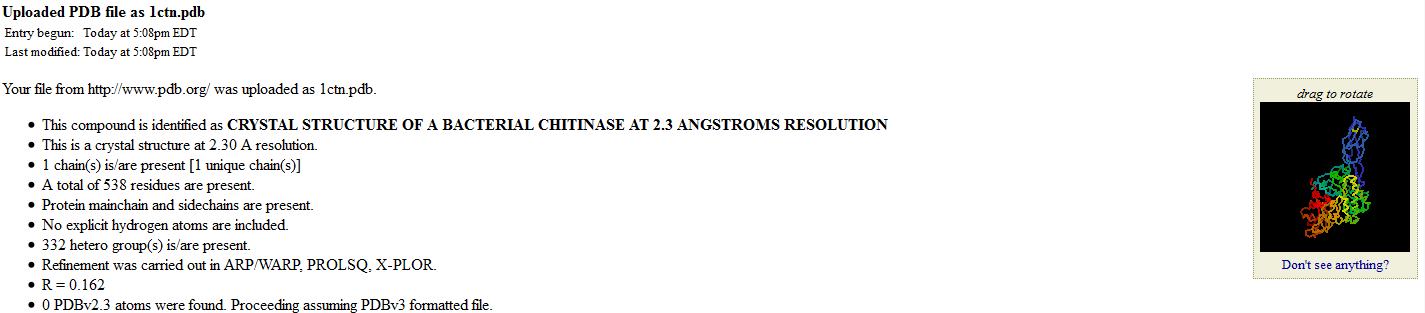 Uploaded PDB file as 1ctn.pdb
Entry begun: Today at 5:08pm EDT
Last modified: Today at 5:08pm EDT
Your file from http://www.pdb.org/ was uploaded as 1ctn.pdb.
• This compound is identified as CRYSTAL STRUCTURE OF A BACTERIAL CHITINASE AT 2.3 ANGSTROMS RESOLUTION
• This is a crystal structure at 2.30 A resolution.
• 1 chain(s) is/are present [1 unique chain(s)]
• A total of 538 residues are present.
• Protein mainchain and sidechains are present.
• No explicit hydrogen atoms are included.
• 332 hetero group(s) is/are present.
• Refinement was carried out in ARP/WARP, PROLSQ, X-PLOR.
• R = 0.162
• 0 PDBv2.3 atoms were found. Proceeding assuming PDBv3 formatted file.
drag to rotate
Don't see anything?